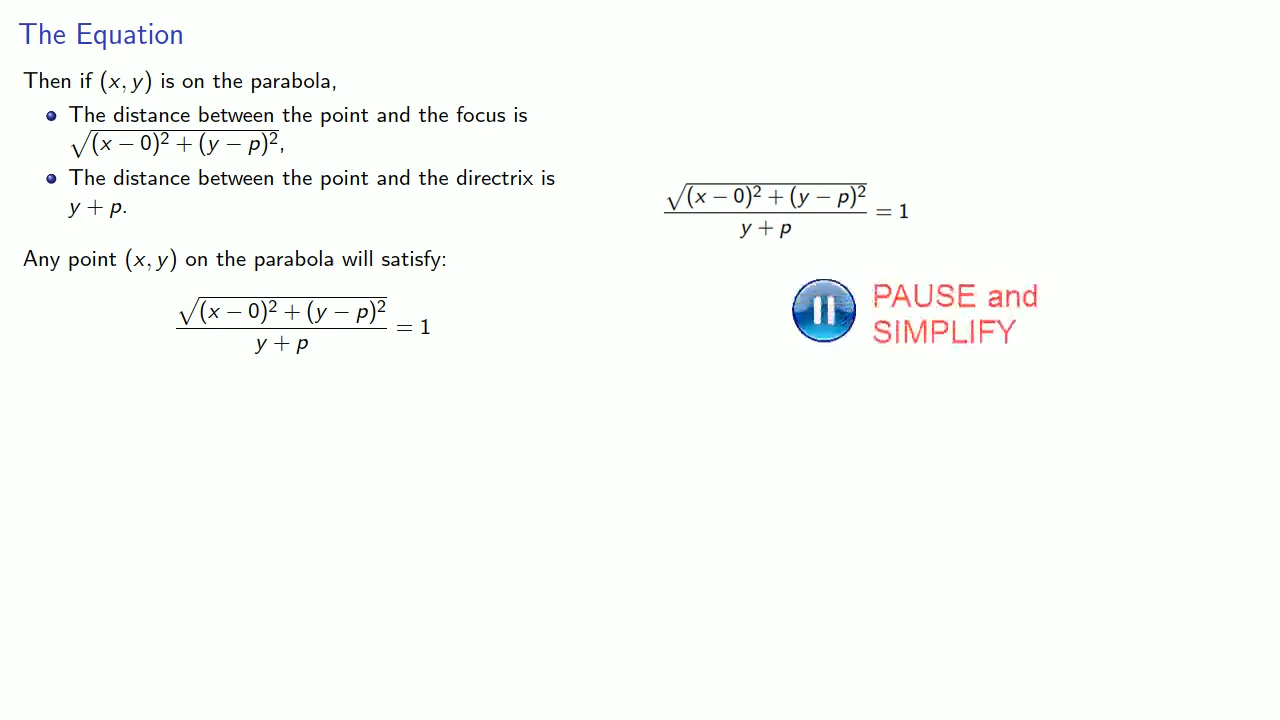 The Equation
Then if (x, y) is on the parabola,
• The distance between the point and the focus is
√((x − 0)² + (y − p)²),
• The distance between the point and the directrix is
y + p.
Any point (x, y) on the parabola will satisfy:
√((x − 0)² + (y − p)²)
y + p
= 1
√((x − 0)² + (y − p)²)
y + p
= 1
PAUSE and
SIMPLIFY